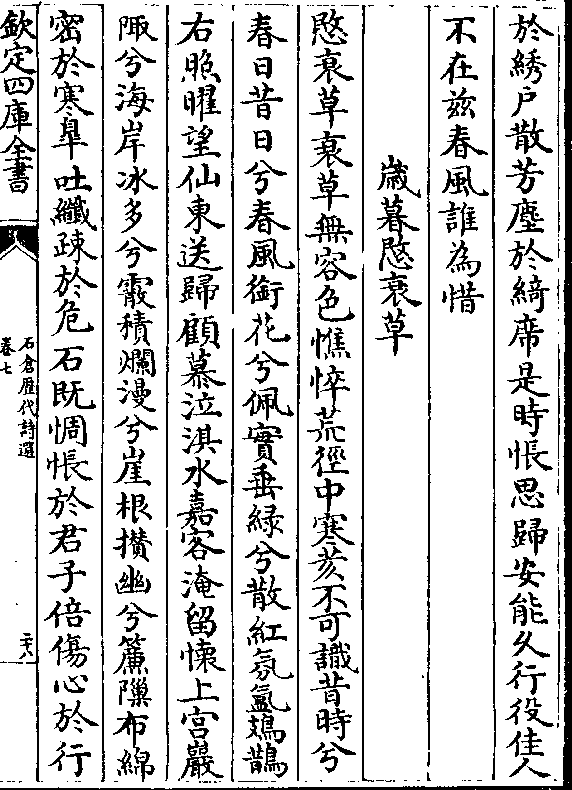 於綉户散芳塵於綺席是時悵思歸安能久行役佳人
不在兹春風誰為惜
歲暮愍衰草
愍衰草衰草無容色憔悴荒徑中寒荄不可識昔時兮
春日昔日兮春風銜花兮佩實垂緑兮散紅氛氳鳷鵲
右照曜望仙東送歸顧慕泣淇水嘉客淹留懐上宮巖
陬兮海岸冰多兮霰積爛漫兮崖根攅幽兮簾隟布綿
密於寒臯吐纖疎於危石既惆悵於君子倍傷心於行
欽定四庫全書
石倉歴代詩選
卷七
二十八